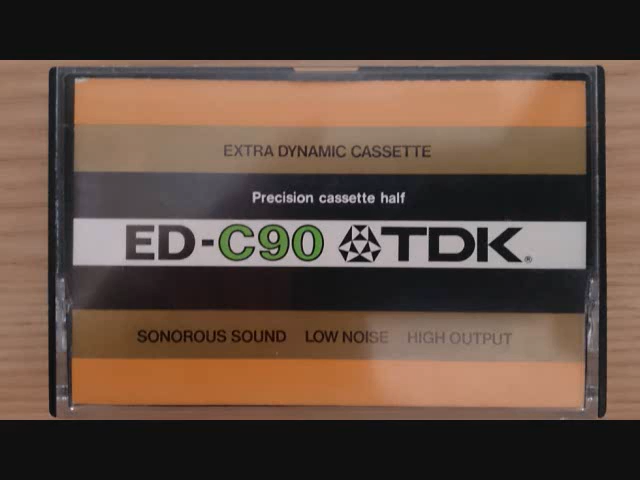 EXTRA DYNAMIC CASSETTE
Precision cassette half
ED-C90 TDK®
SONOROUS SOUND LOW NOISE HIGH OUTPUT